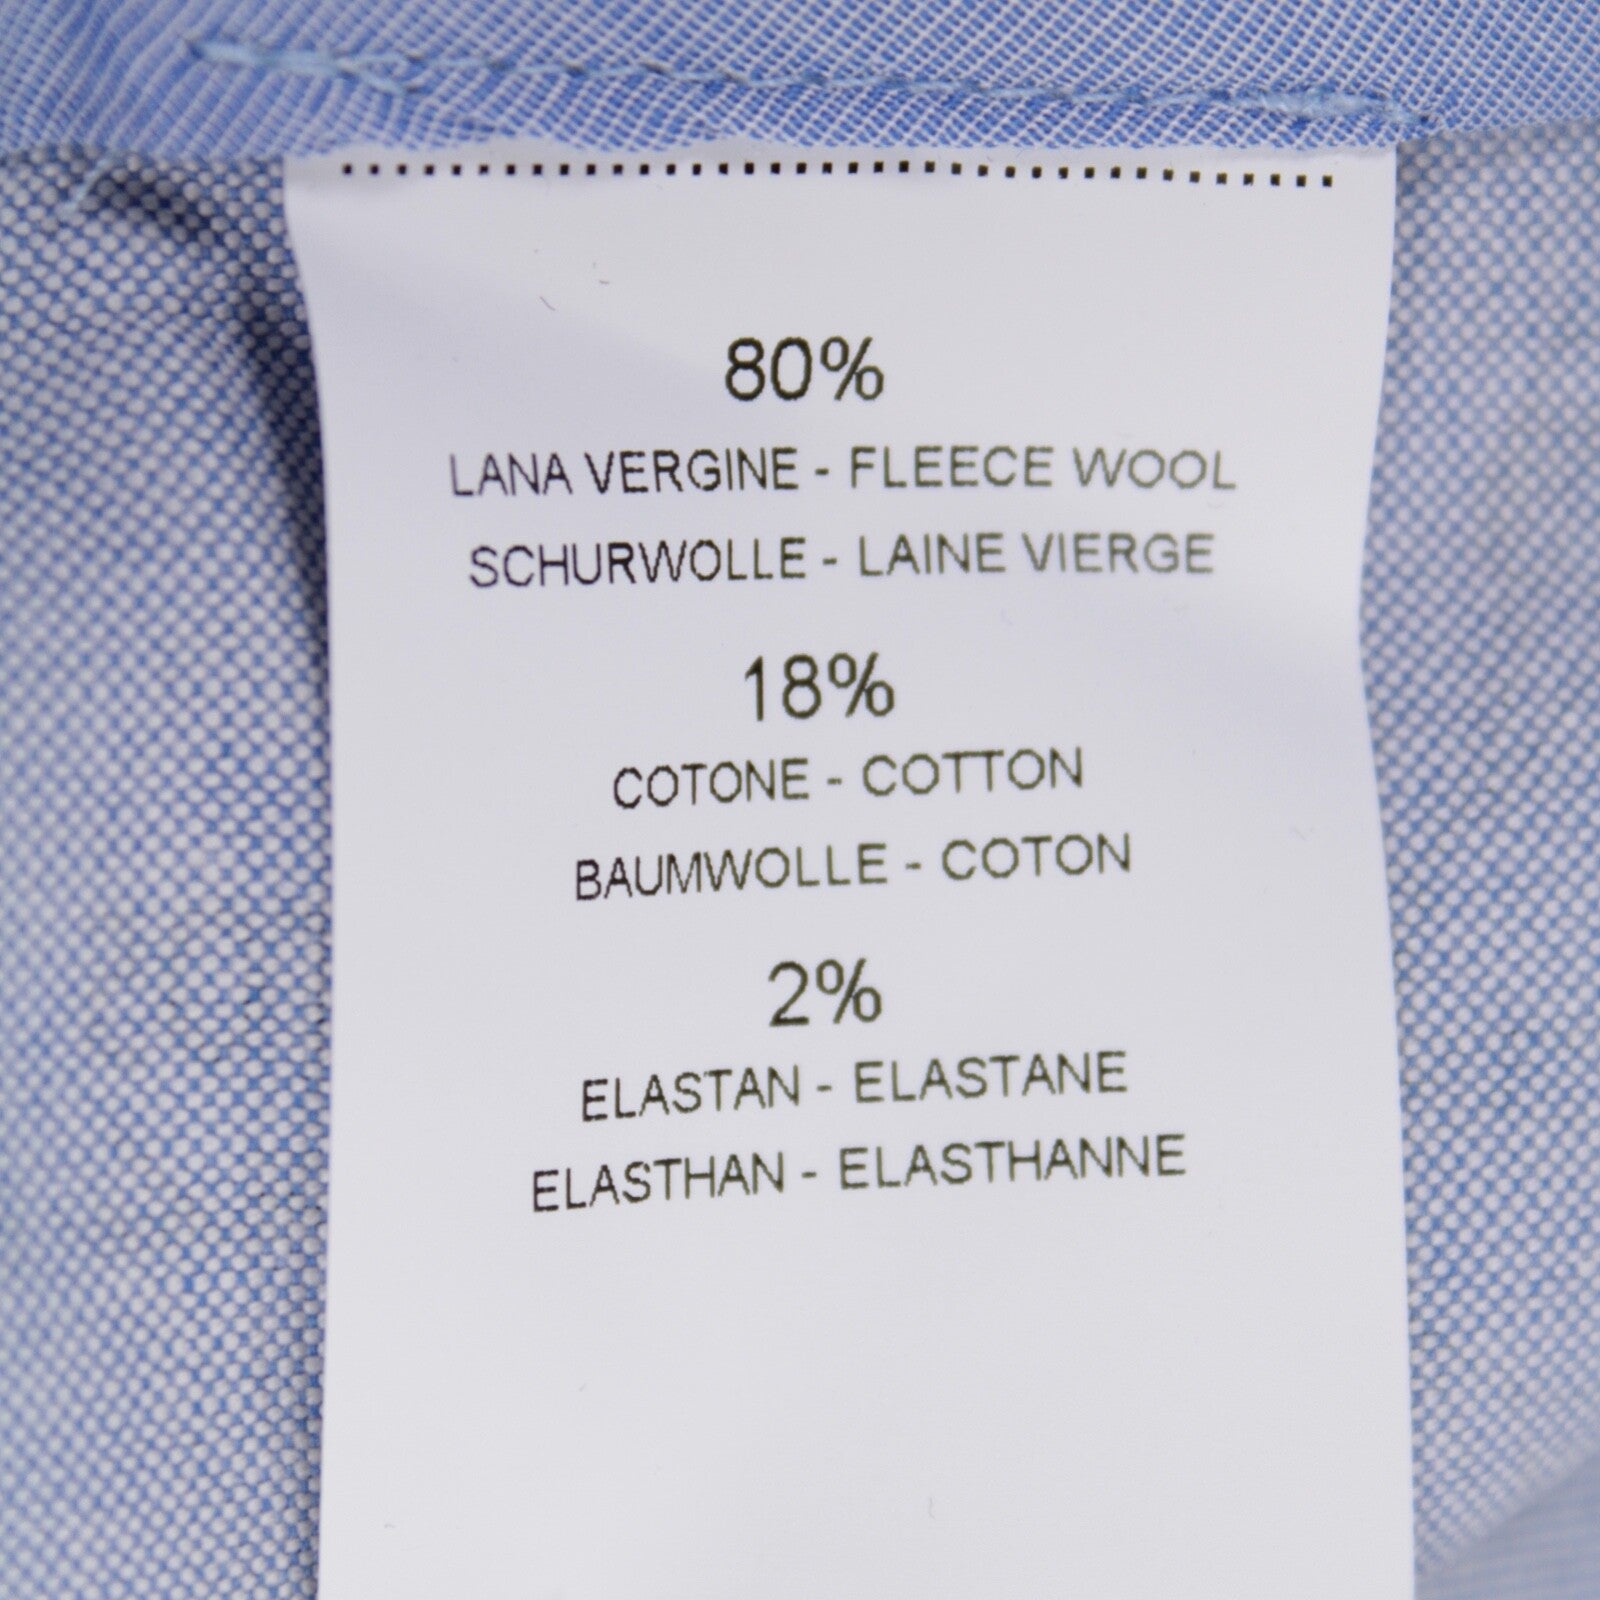 80%
LANA VERGINE - FLEECE WOOL
SCHURWOLLE - LAINE VIERGE
18%
COTONE - COTTON
BAUMWOLLE - COTON
2%
ELASTAN - ELASTANE
ELASTHAN - ELASTHANNE